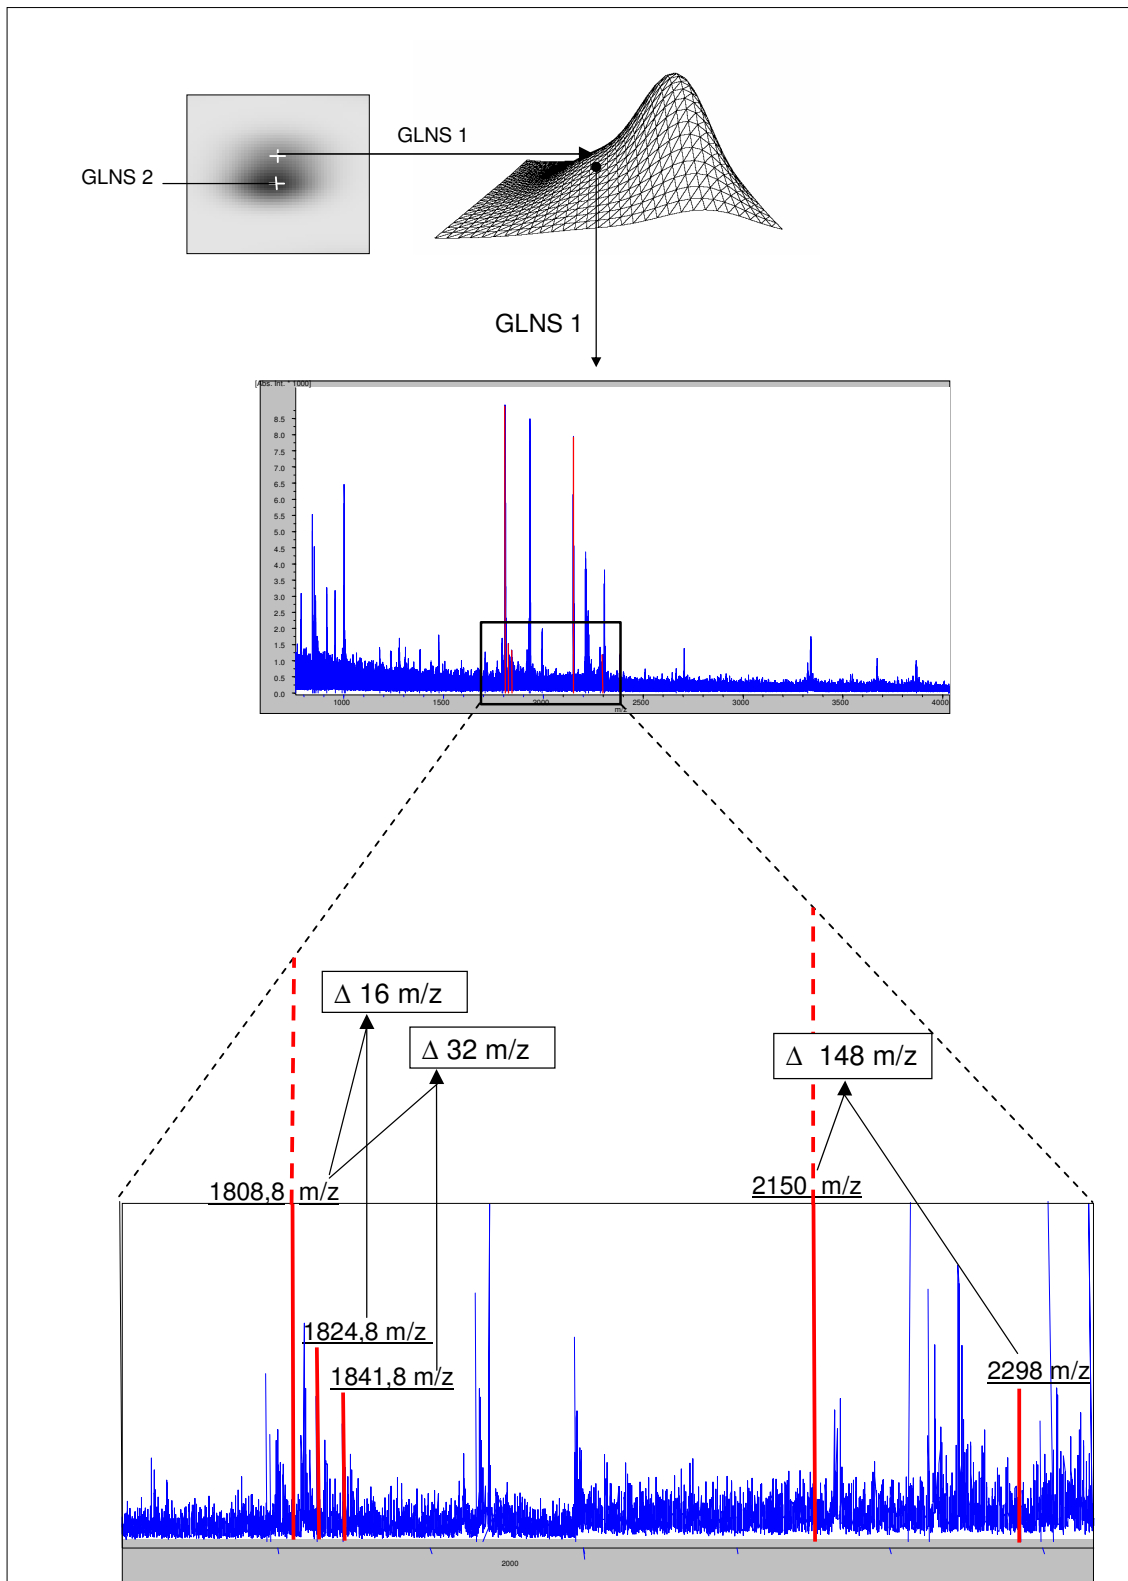 GLNS 1
GLNS 2
GLNS 1
[Abs. Int. * 1000]
8.5
8.0
7.5
7.0
6.5
6.0
5.5
5.0
4.5
4.0
3.5
3.0
2.5
2.0
1.5
1.0
0.5
0.0
1000 1500 2000 2500 3000 3500 4000
m/z
Δ 16 m/z
Δ 32 m/z
Δ 148 m/z
1808,8 m/z
2150 m/z
1824,8 m/z
1841,8 m/z
2298 m/z
2000